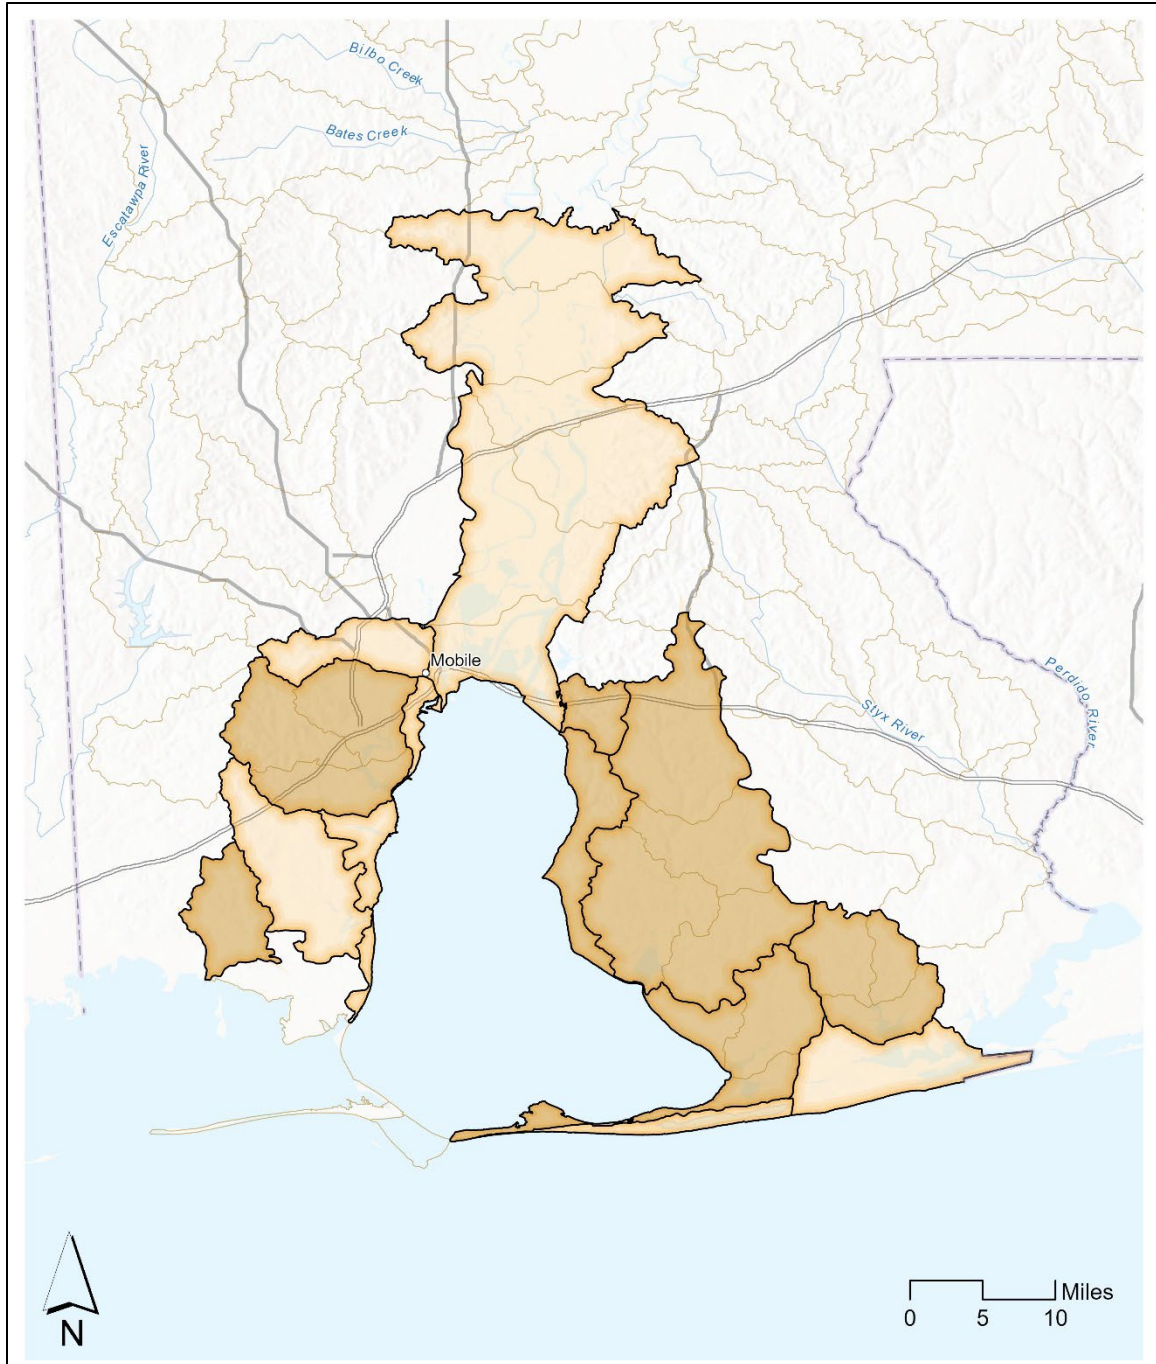 Bilbo Creek
Bates Creek
Escatawpa River
Mobile
Perdido River
Styx River
Miles
0 5 10
N